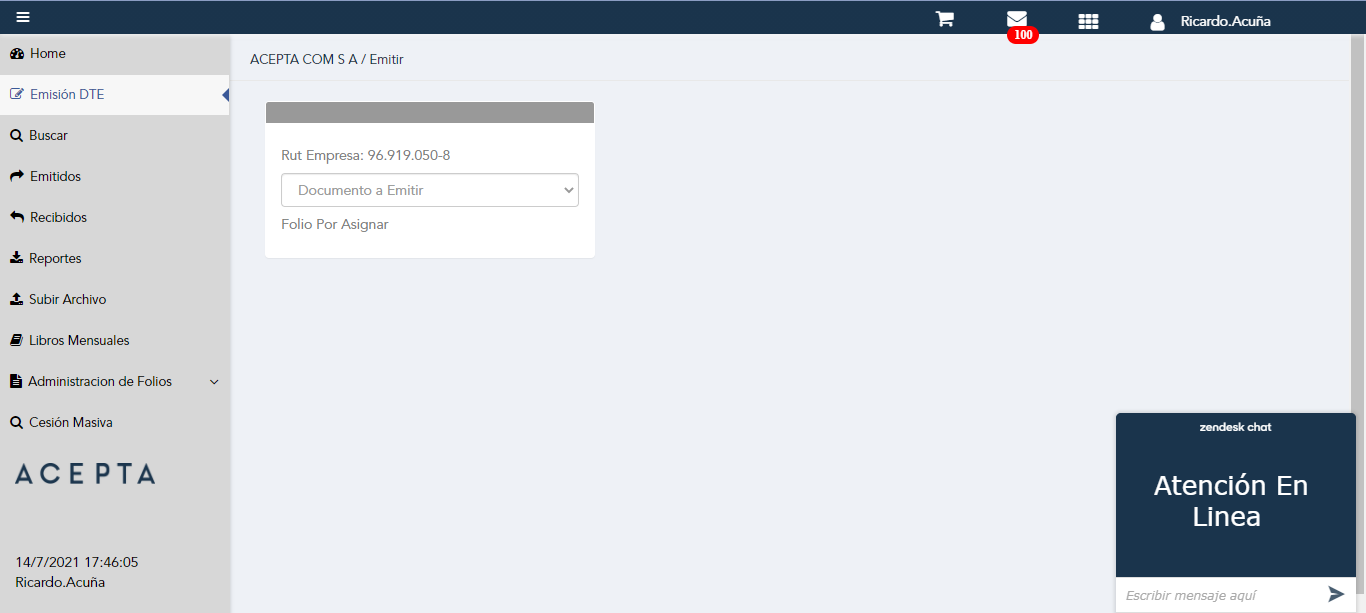 Ricardo.Acuña
100
Home
Emisión DTE
Buscar
Emitidos
Recibidos
Reportes
Subir Archivo
Libros Mensuales
Administracion de Folios
Cesión Masiva
ACEPTA
14/7/2021 17:46:05
Ricardo.Acuña
ACEPTA COM S A / Emitir
Rut Empresa: 96.919.050-8
Documento a Emitir
Folio Por Asignar
zendesk chat
Atención En
Linea
Escribir mensaje aquí